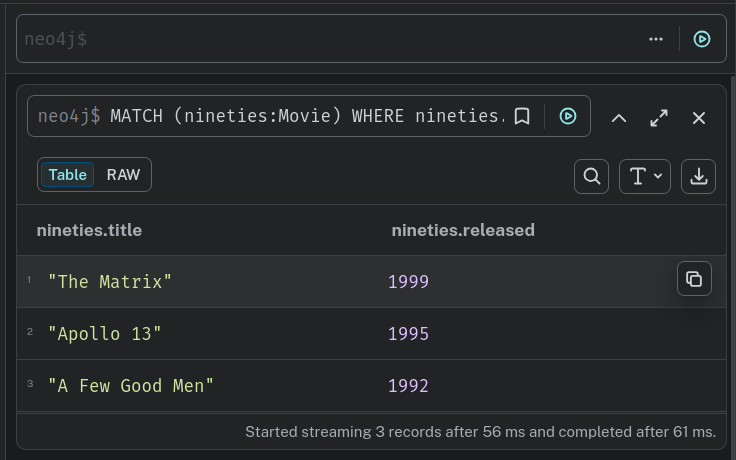 neo4j$
neo4j$ MATCH (nineties:Movie) WHERE nineties.
Table RAW
T
nineties.title nineties.released
1 "The Matrix" 1999
2 "Apollo 13" 1995
3 "A Few Good Men" 1992
Started streaming 3 records after 56 ms and completed after 61 ms.